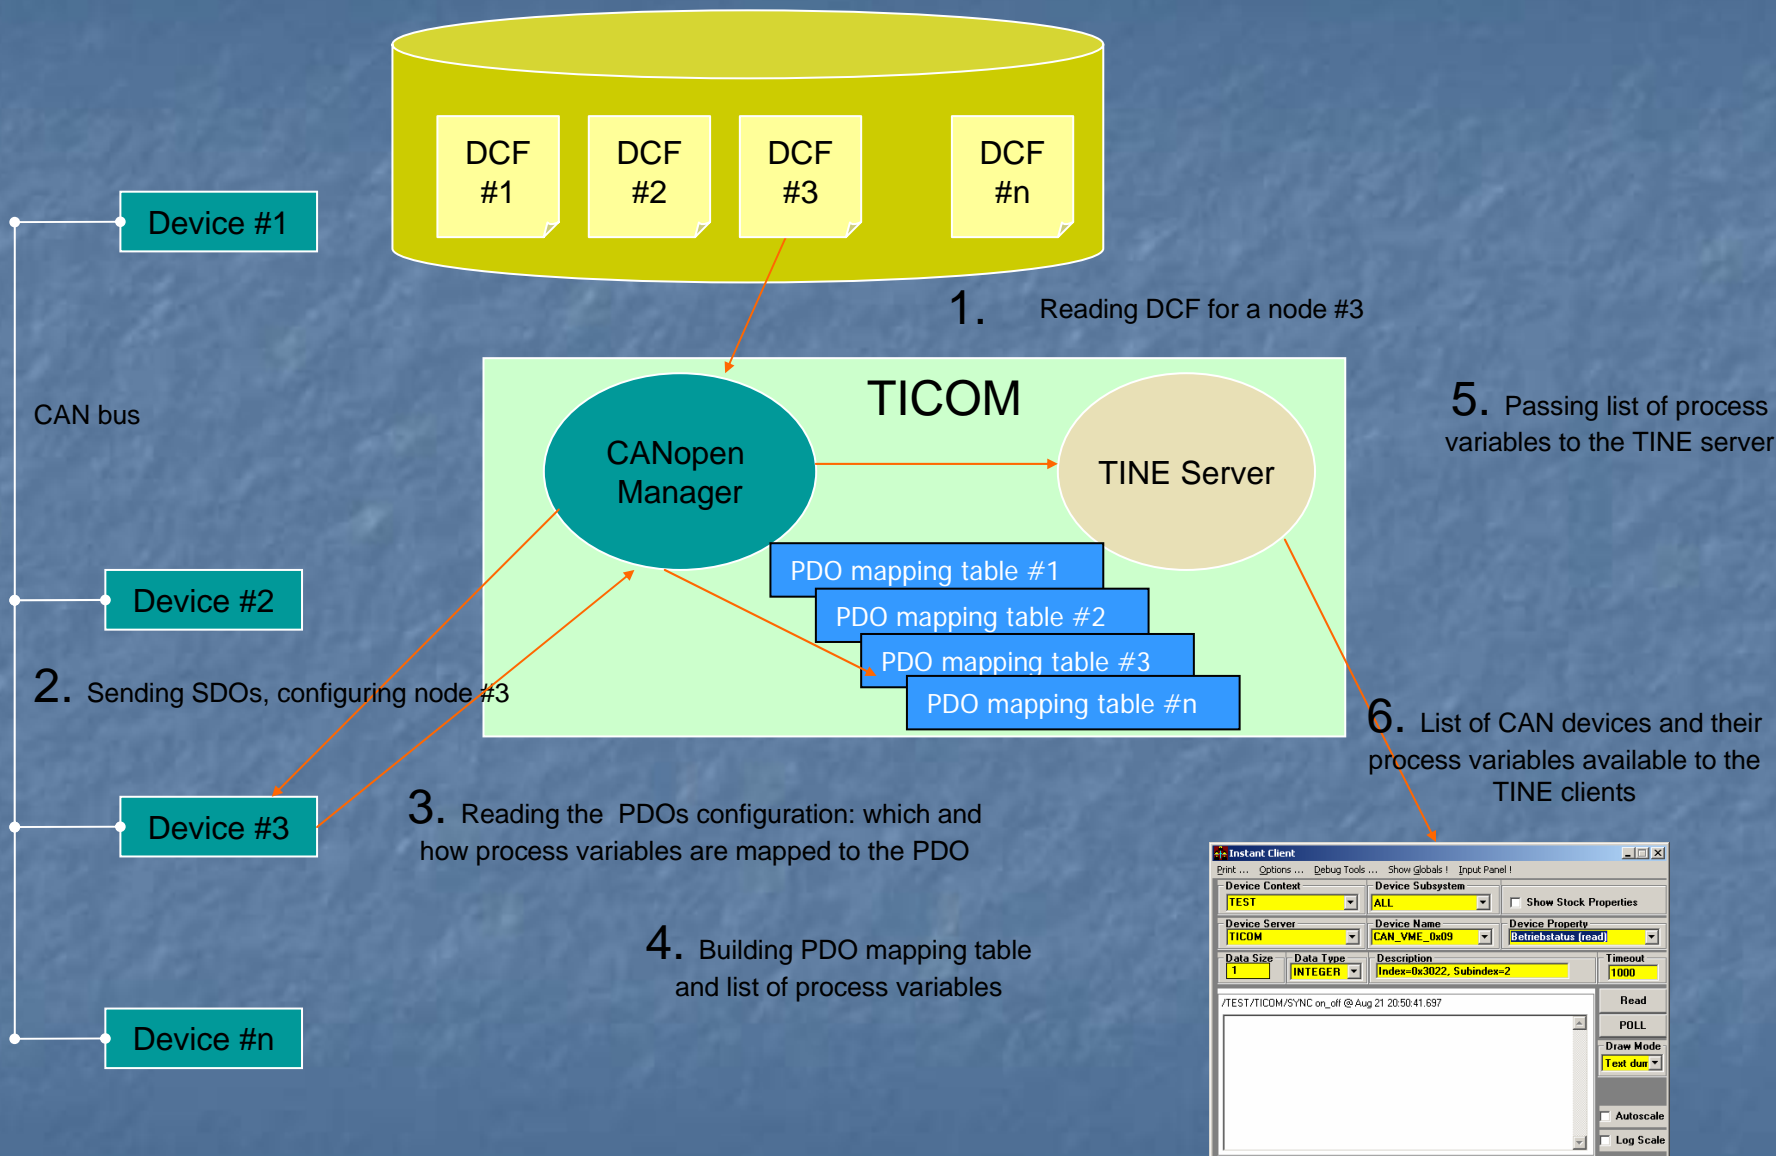 DCF
#1
DCF
#2
DCF
#3
DCF
#n
Device #1
1. Reading DCF for a node #3
TICOM
CAN bus
CANopen
Manager
TINE Server
5. Passing list of process
variables to the TINE server
PDO mapping table #1
PDO mapping table #2
PDO mapping table #3
PDO mapping table #n
Device #2
2. Sending SDOs, configuring node #3
6. List of CAN devices and their
process variables available to the
TINE clients
Device #3
3. Reading the PDOs configuration: which and
how process variables are mapped to the PDO
4. Building PDO mapping table
and list of process variables
Device #n
Instant Client
Print ... Options ... Debug Tools ... Show Globals ! Input Panel !
Device Context Device Subsystem
TEST ALL Show Stock Properties
Device Server Device Name Device Property
TICOM CAN_VME_0x09 Betriebstatus (read)
Data Size Data Type Description Timeout
1 INTEGER Index=0x3022, Subindex=2 1000
/TEST/TICOM/SYNC on_off @ Aug 21 20:50:41.697
Read
POLL
Draw Mode
Text dum
Autoscale
Log Scale